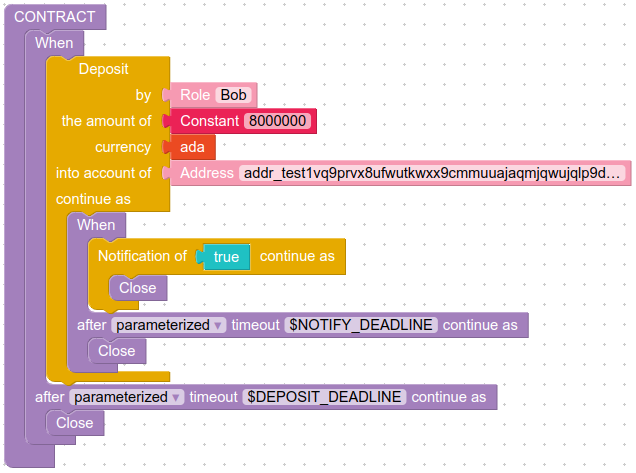 CONTRACT
When
Deposit
by Role Bob
the amount of Constant 8000000
currency ada
into account of Address addr_test1vq9prvx8ufwutkwxx9cmmuuajaqmjqwujqlp9d...
continue as
When
Notification of true continue as
Close
after parameterized ▾ timeout $NOTIFY_DEADLINE continue as
Close
after parameterized ▾ timeout $DEPOSIT_DEADLINE continue as
Close